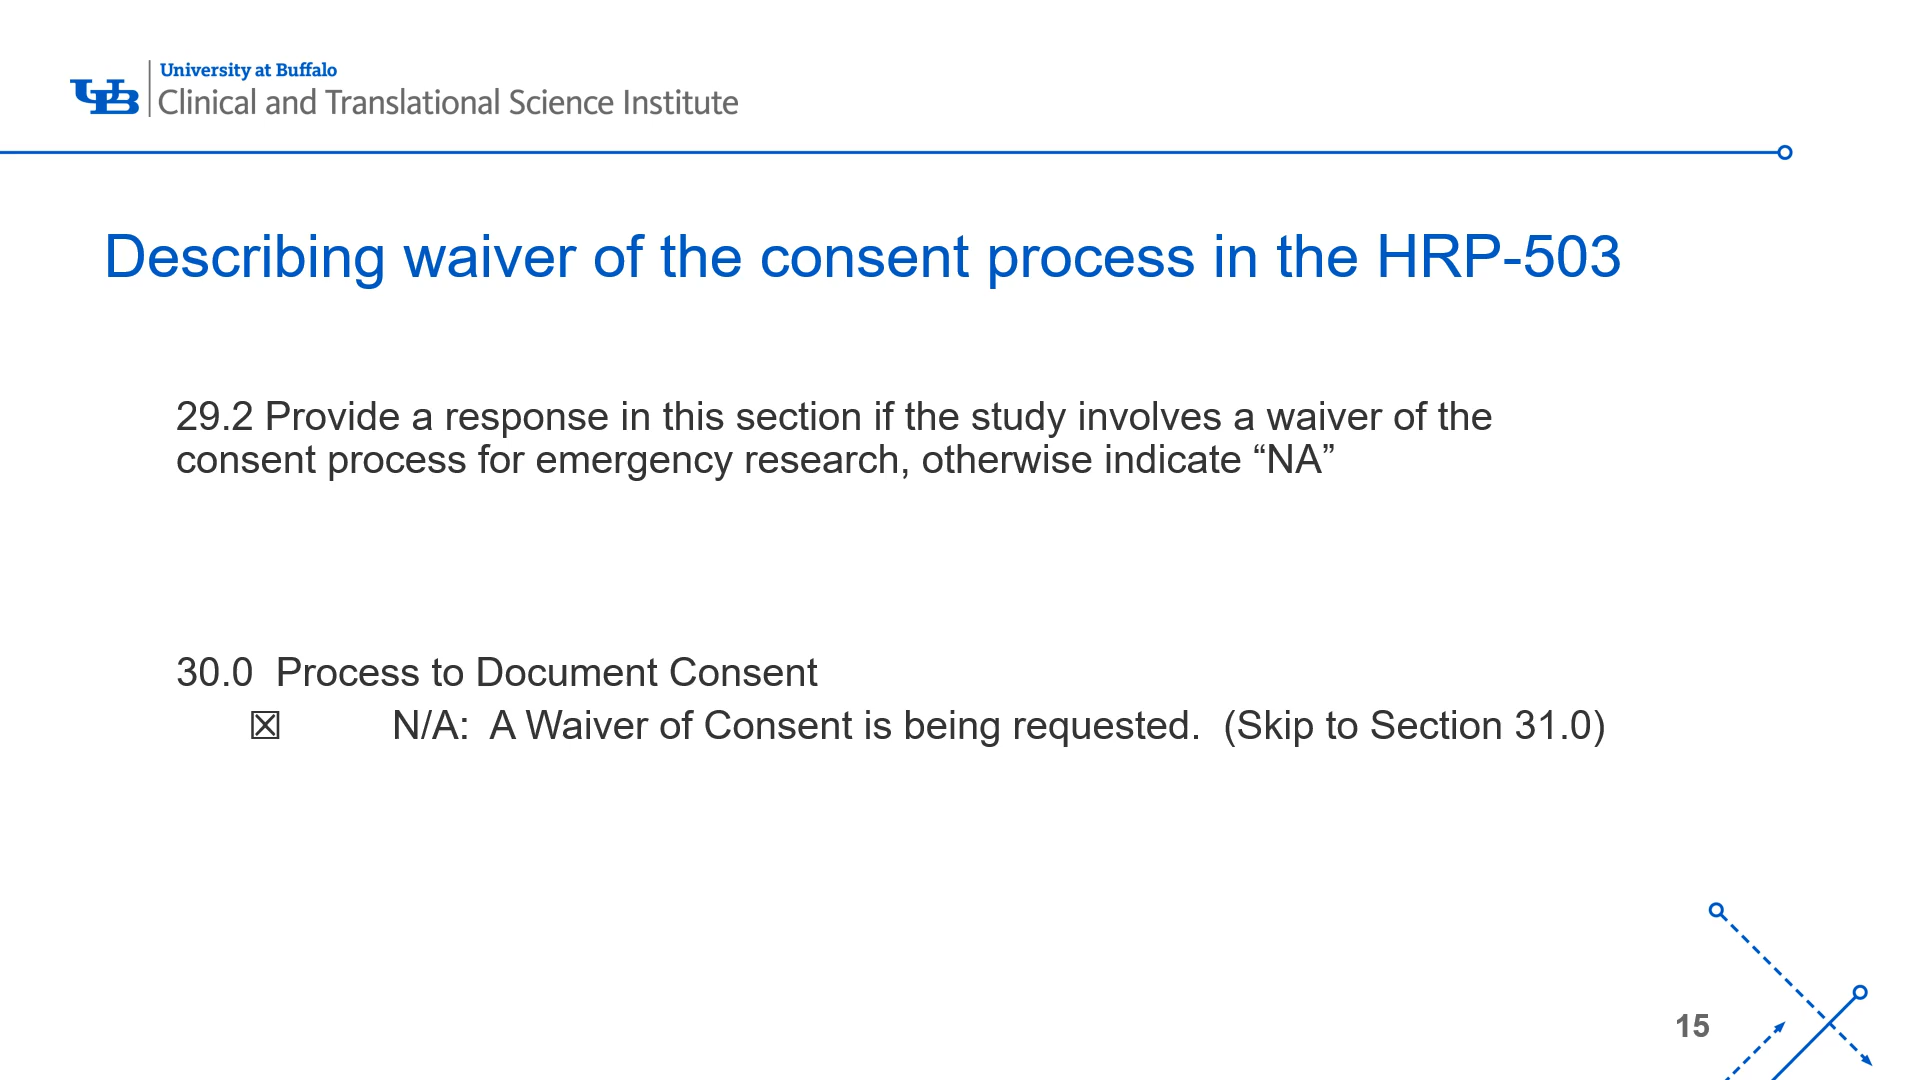 University at Buffalo
UB
Clinical and Translational Science Institute
Describing waiver of the consent process in the HRP-503
29.2 Provide a response in this section if the study involves a waiver of the
consent process for emergency research, otherwise indicate “NA”
30.0  Process to Document Consent
☒ N/A:  A Waiver of Consent is being requested.  (Skip to Section 31.0)
15